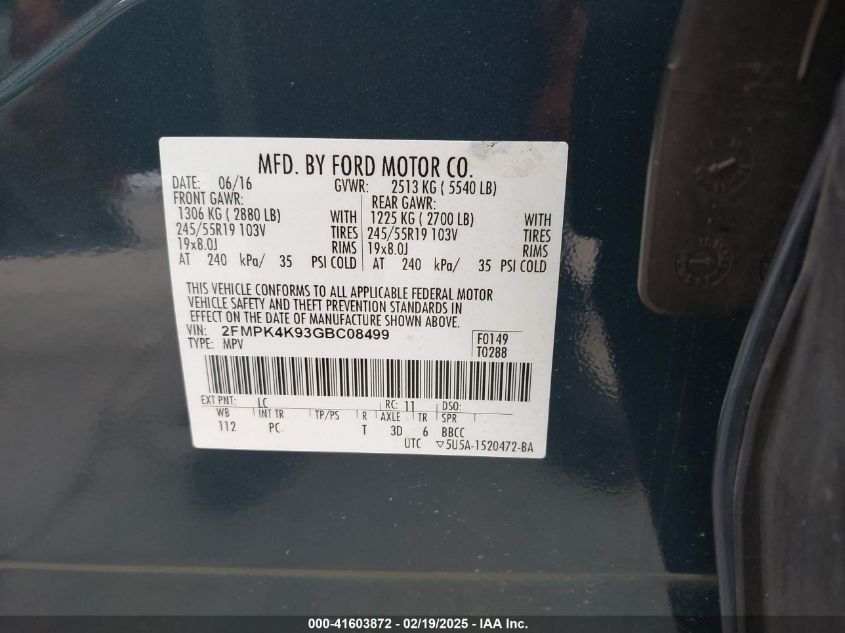 MFD. BY FORD MOTOR CO.
DATE: 06/16 GVWR: 2513 KG ( 5540 LB)
FRONT GAWR: REAR GAWR:
1306 KG ( 2880 LB) WITH 1225 KG ( 2700 LB) WITH
245/55R19 103V TIRES 245/55R19 103V TIRES
19x8.0J RIMS 19x8.0J RIMS
AT 240 kPa/ 35 PSI COLD AT 240 kPa/ 35 PSI COLD
THIS VEHICLE CONFORMS TO ALL APPLICABLE FEDERAL MOTOR
VEHICLE SAFETY AND THEFT PREVENTION STANDARDS IN
EFFECT ON THE DATE OF MANUFACTURE SHOWN ABOVE.
VIN: 2FMPK4K93GBC08499 F0149
TYPE: MPV T0288
EXT PNT: LC RC: 11 DSO:
WB INT TR TP/PS R AXLE TR SPR
112 PC T 3D 6 BBCC
UTC ▽5U5A-1520472-BA
000-41603872 - 02/19/2025 - IAA Inc.